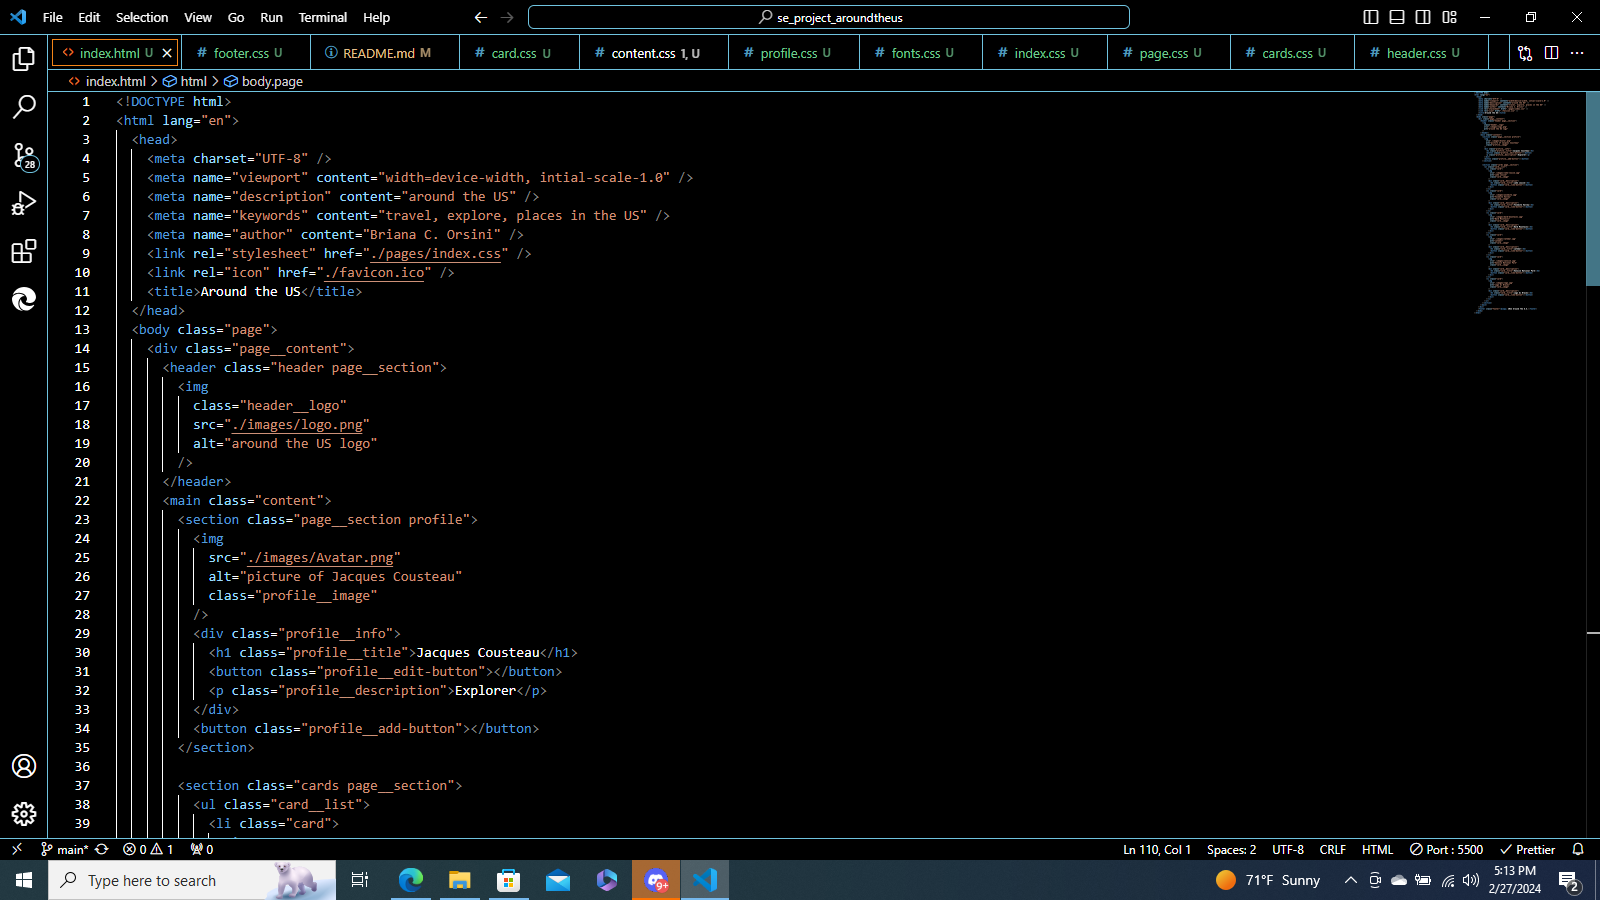 File Edit Selection View Go Run Terminal Help se_project_aroundtheus
index.html U footer.css U README.md M card.css U content.css 1, U profile.css U fonts.css U index.css U page.css U cards.css U header.css U
index.html > html > body.page
1 <!DOCTYPE html>
2 <html lang="en">
3 <head>
4 <meta charset="UTF-8" />
5 <meta name="viewport" content="width=device-width, intial-scale-1.0" />
6 <meta name="description" content="around the US" />
7 <meta name="keywords" content="travel, explore, places in the US" />
8 <meta name="author" content="Briana C. Orsini" />
9 <link rel="stylesheet" href="./pages/index.css" />
10 <link rel="icon" href="./favicon.ico" />
11 <title>Around the US</title>
12 </head>
13 <body class="page">
14 <div class="page__content">
15 <header class="header page__section">
16 <img
17 class="header__logo"
18 src="./images/logo.png"
19 alt="around the US logo"
20 />
21 </header>
22 <main class="content">
23 <section class="page__section profile">
24 <img
25 src="./images/Avatar.png"
26 alt="picture of Jacques Cousteau"
27 class="profile__image"
28 />
29 <div class="profile__info">
30 <h1 class="profile__title">Jacques Cousteau</h1>
31 <button class="profile__edit-button"></button>
32 <p class="profile__description">Explorer</p>
33 </div>
34 <button class="profile__add-button"></button>
35 </section>
36
37 <section class="cards page__section">
38 <ul class="card__list">
39 <li class="card">
28
main* 0 1 0 Ln 110, Col 1 Spaces: 2 UTF-8 CRLF HTML Port : 5500 Prettier
Type here to search 9+ 71°F Sunny 5:13 PM
2/27/2024 2